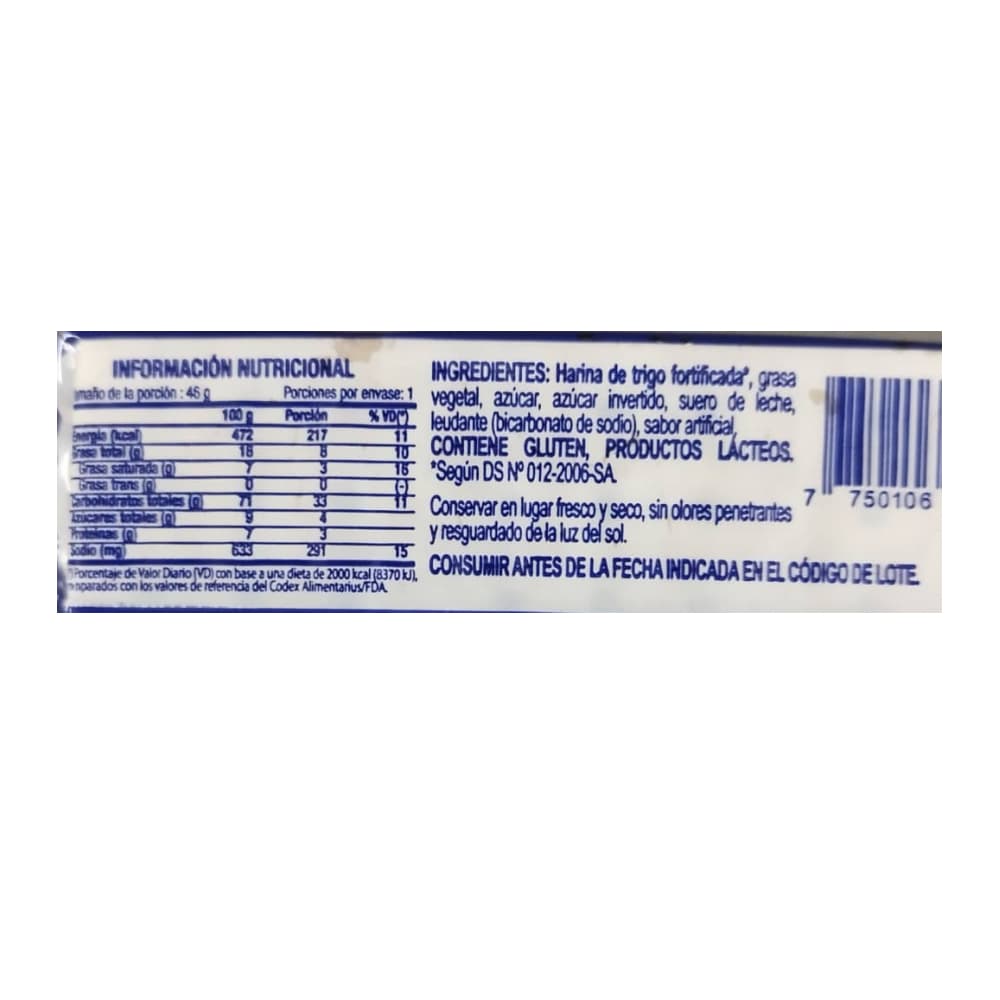 INFORMACIÓN NUTRICIONAL
maño de la porción : 46 g Porciones por envase: 1
100 g Porción % VD(*)
Energía (kcal) 472 217 11
Grasa total (g) 18 8 10
Grasa saturada (g) 7 3 16
Grasa trans (g) 0 0 (-)
Carbohidratos totales (g) 71 33 11
Azúcares totales (g) 9 4
Proteínas (g) 7 3
Sodio (mg) 633 291 15
Porcentaje de Valor Diario (VD) con base a una dieta de 2000 kcal (8370 kJ),
parados con los valores de referencia del Codex Alimentarius/FDA.
INGREDIENTES: Harina de trigo fortificada*, grasa
vegetal, azúcar, azúcar invertido, suero de leche,
leudante (bicarbonato de sodio), sabor artificial.
CONTIENE GLUTEN, PRODUCTOS LÁCTEOS.
*Según DS Nº 012-2006-SA.
Conservar en lugar fresco y seco, sin olores penetrantes
y resguardado de la luz del sol.
CONSUMIR ANTES DE LA FECHA INDICADA EN EL CÓDIGO DE LOTE.
7 750106